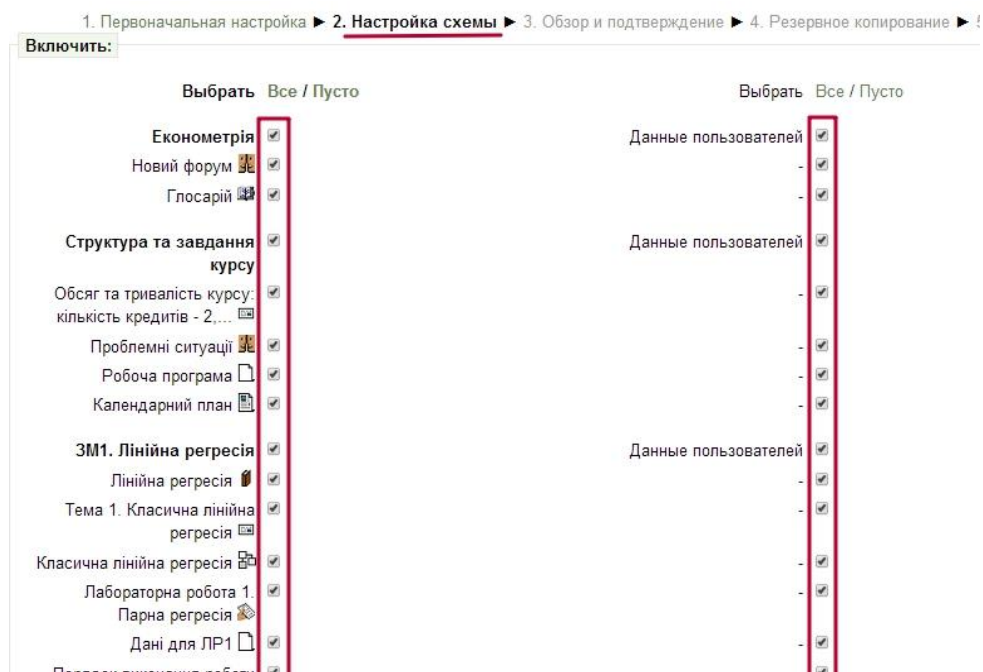 1. Первоначальная настройка ► 2. Настройка схемы ► 3. Обзор и подтверждение ► 4. Резервное копирование ►
Включить:
Выбрать Все / Пусто Выбрать Все / Пусто
Економетрія Данные пользователей
Новий форум -
Глосарій -
Структура та завдання Данные пользователей
курсу
Обсяг та тривалість курсу: -
кількість кредитів - 2,...
Проблемні ситуації -
Робоча програма -
Календарний план -
ЗМ1. Лінійна регресія Данные пользователей
Лінійна регресія -
Тема 1. Класична лінійна -
регресія
Класична лінійна регресія -
Лабораторна робота 1. -
Парна регресія
Дані для ЛР1 -